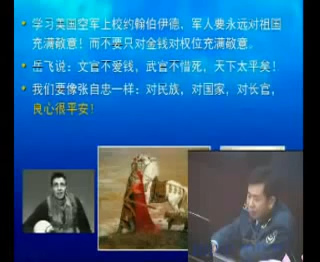 学习美国空军上校约翰伯伊德，军人要永远对祖国
充满敬意！而不要只对金钱对权位充满敬意。
岳飞说：文官不爱钱，武官不惜死，天下太平矣！
我们要像张自忠一样：对民族，对国家，对长官，
良心很平安！